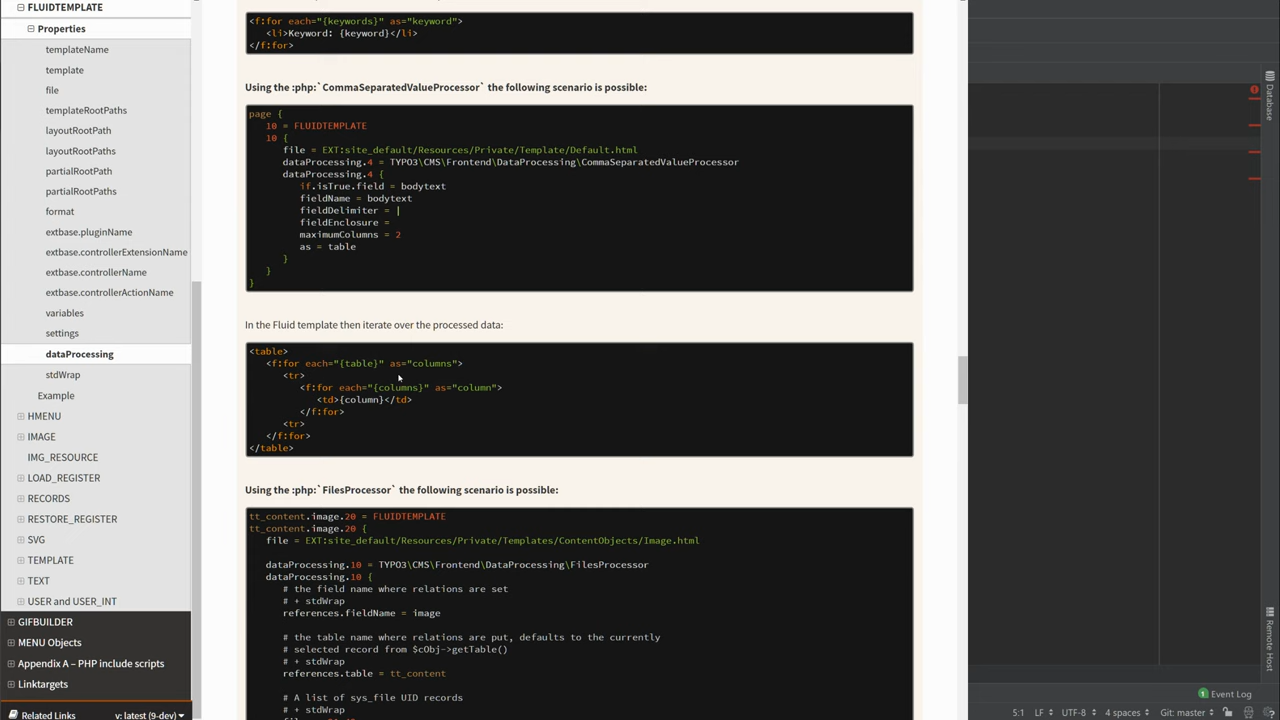 FLUIDTEMPLATE
Properties
templateName
template
file
templateRootPaths
layoutRootPath
layoutRootPaths
partialRootPath
partialRootPaths
format
extbase.pluginName
extbase.controllerExtensionName
extbase.controllerName
extbase.controllerActionName
variables
settings
dataProcessing
stdWrap
Example
HMENU
IMAGE
IMG_RESOURCE
LOAD_REGISTER
RECORDS
RESTORE_REGISTER
SVG
TEMPLATE
TEXT
USER and USER_INT
GIFBUILDER
MENU Objects
Appendix A – PHP include scripts
Linktargets
Related Links v: latest (9-dev)
<f:for each="{keywords}" as="keyword">
<li>Keyword: {keyword}</li>
</f:for>
Using the :php:`CommaSeparatedValueProcessor` the following scenario is possible:
page {
10 = FLUIDTEMPLATE
10 {
file = EXT:site_default/Resources/Private/Template/Default.html
dataProcessing.4 = TYPO3\CMS\Frontend\DataProcessing\CommaSeparatedValueProcessor
dataProcessing.4 {
if.isTrue.field = bodytext
fieldName = bodytext
fieldDelimiter = |
fieldEnclosure =
maximumColumns = 2
as = table
}
}
}
In the Fluid template then iterate over the processed data:
<table>
<f:for each="{table}" as="columns">
<tr>
<f:for each="{columns}" as="column">
<td>{column}</td>
</f:for>
<tr>
</f:for>
</table>
Using the :php:`FilesProcessor` the following scenario is possible:
tt_content.image.20 = FLUIDTEMPLATE
tt_content.image.20 {
file = EXT:site_default/Resources/Private/Templates/ContentObjects/Image.html
dataProcessing.10 = TYPO3\CMS\Frontend\DataProcessing\FilesProcessor
dataProcessing.10 {
# the field name where relations are set
# + stdWrap
references.fieldName = image
# the table name where relations are put, defaults to the currently
# selected record from $cObj->getTable()
# + stdWrap
references.table = tt_content
# A list of sys_file UID records
# + stdWrap
Database
Remote Host
Event Log
5:1 LF UTF-8 4 spaces Git: master